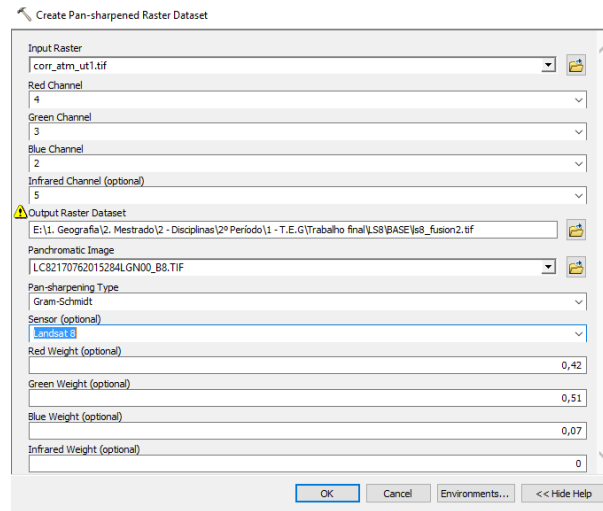 Create Pan-sharpened Raster Dataset
Input Raster
corr_atm_ut1.tif
Red Channel
4
Green Channel
3
Blue Channel
2
Infrared Channel (optional)
5
Output Raster Dataset
E:\1. Geografia\2. Mestrado\2 - Disciplinas\2º Período\1 - T.E.G\Trabalho final\LS8\BASE\ls8_fusion2.tif
Panchromatic Image
LC82170762015284LGN00_B8.TIF
Pan-sharpening Type
Gram-Schmidt
Sensor (optional)
Landsat 8
Red Weight (optional)
0,42
Green Weight (optional)
0,51
Blue Weight (optional)
0,07
Infrared Weight (optional)
0
OK Cancel Environments... << Hide Help